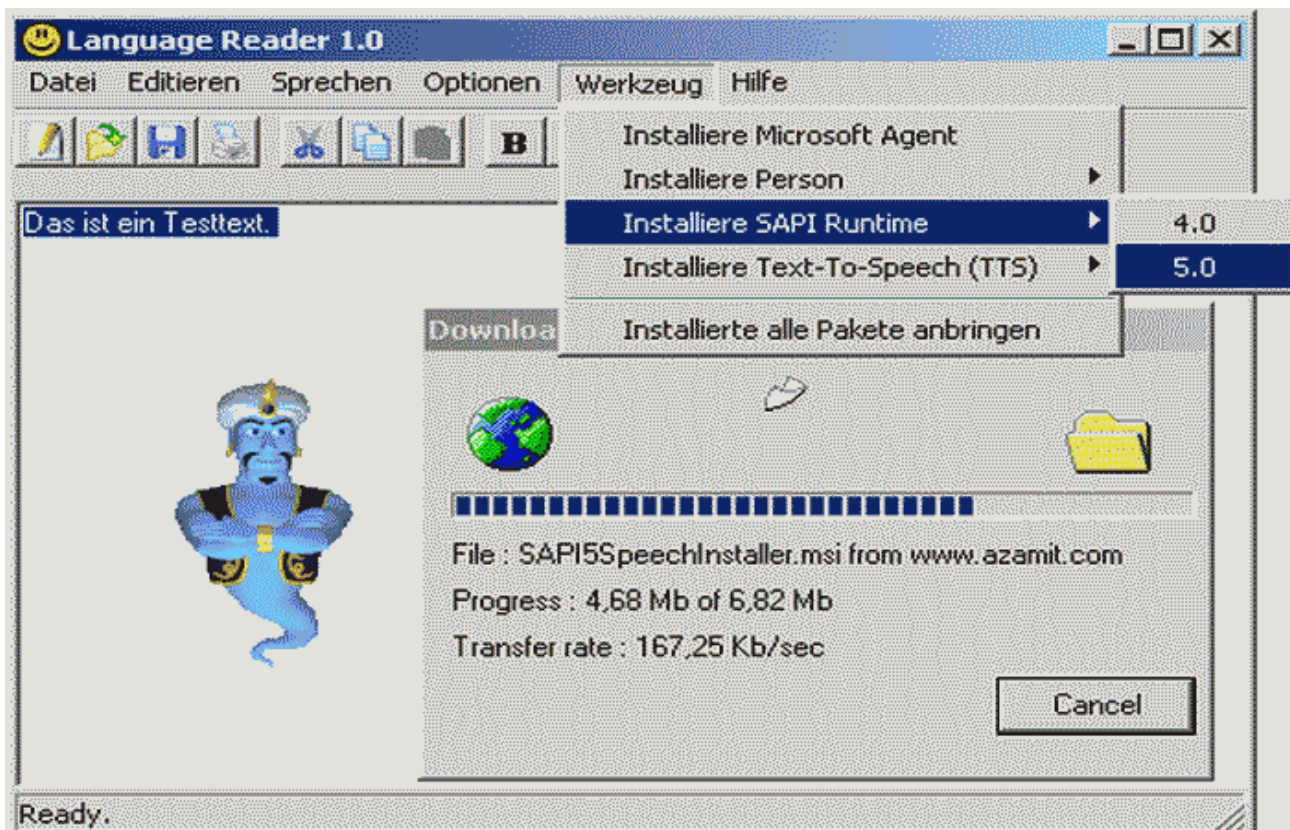 Language Reader 1.0
Datei Editieren Sprechen Optionen Werkzeug Hilfe
B
Installiere Microsoft Agent
Installiere Person
Installiere SAPI Runtime
4.0
5.0
Installiere Text-To-Speech (TTS)
Installierte alle Pakete anbringen
Das ist ein Testtext.
Downloa
File : SAPI5SpeechInstaller.msi from www.azamit.com
Progress : 4,68 Mb of 6,82 Mb
Transfer rate : 167,25 Kb/sec
Cancel
Ready.